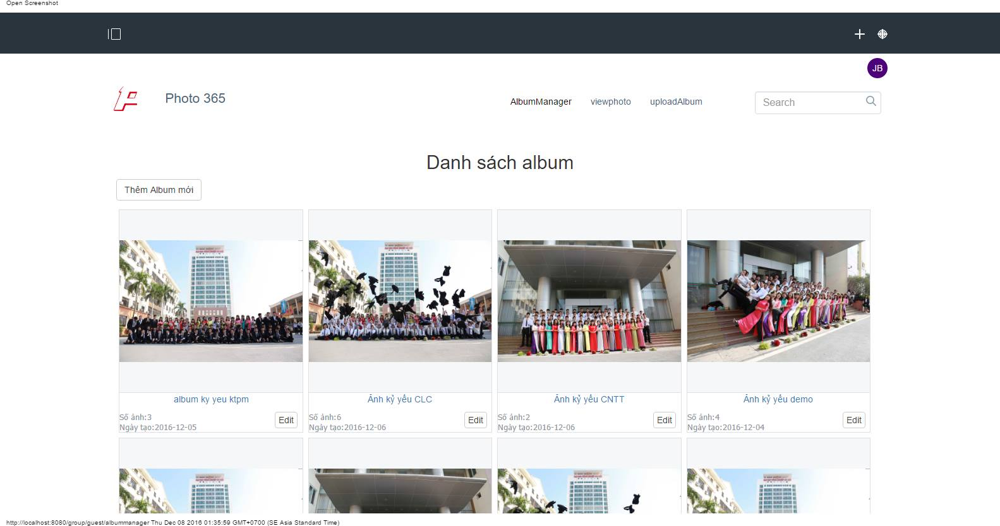 Open Screenshot
JB
Photo 365
AlbumManager viewphoto uploadAlbum Search
Danh sách album
Thêm Album mới
album ky yeu ktpm
Số ảnh:3
Ngày tạo:2016-12-05
Edit
Ảnh kỷ yếu CLC
Số ảnh:6
Ngày tạo:2016-12-06
Edit
Ảnh kỷ yếu CNTT
Số ảnh:2
Ngày tạo:2016-12-06
Edit
Ảnh kỷ yếu demo
Số ảnh:4
Ngày tạo:2016-12-04
Edit
http://localhost:8080/group/guest/albummanager Thu Dec 08 2016 01:35:59 GMT+0700 (SE Asia Standard Time)